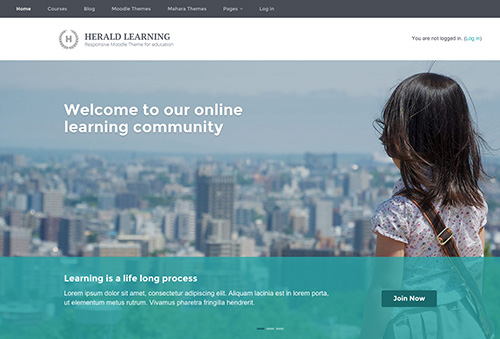 Home Courses Blog Moodle Themes Mahara Themes Pages Log in
H HERALD LEARNING
Responsive Moodle Theme for education
You are not logged in. (Log in)
Welcome to our online
learning community
Learning is a life long process
Lorem ipsum dolor sit amet, consectetur adipiscing elit. Aliquam lacinia est in lorem porta,
ut elementum metus rutrum. Vivamus pharetra fringilla hendrerit.
Join Now